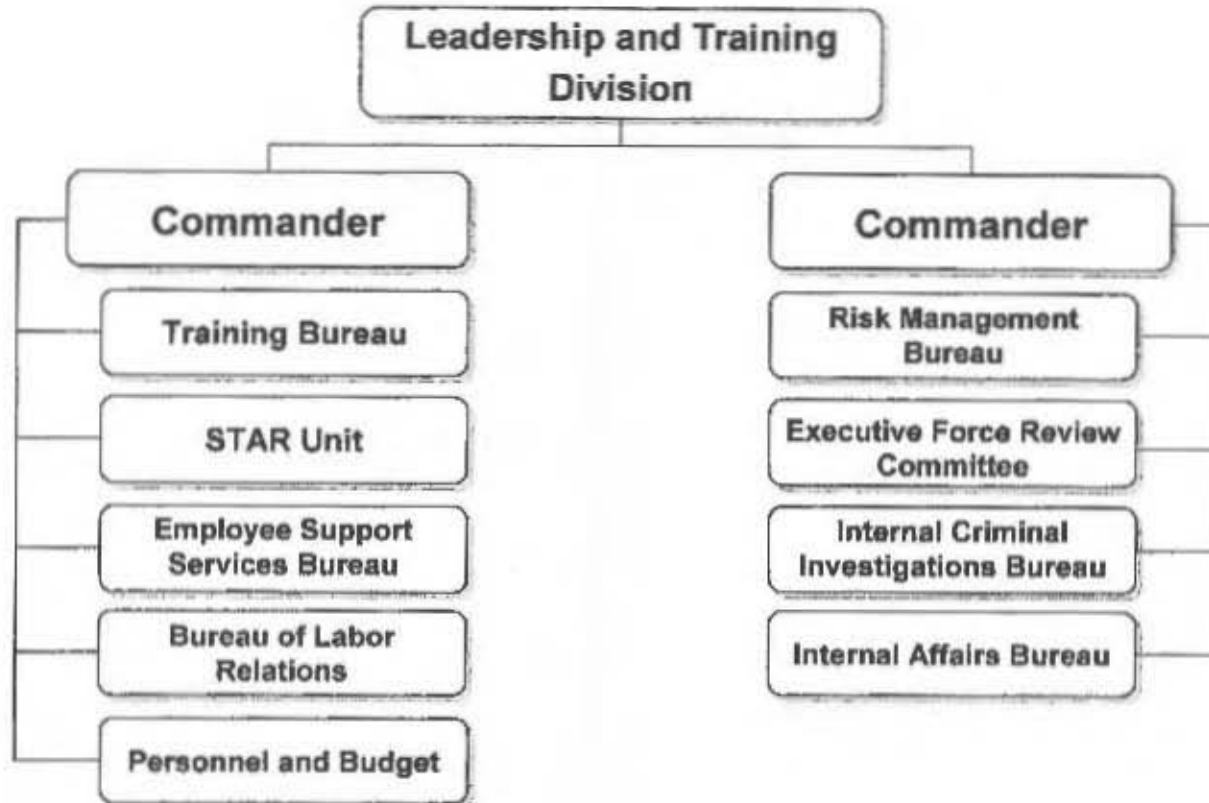 Leadership and Training
Division
Commander
Training Bureau
STAR Unit
Employee Support
Services Bureau
Bureau of Labor
Relations
Personnel and Budget
Commander
Risk Management
Bureau
Executive Force Review
Committee
Internal Criminal
Investigations Bureau
Internal Affairs Bureau